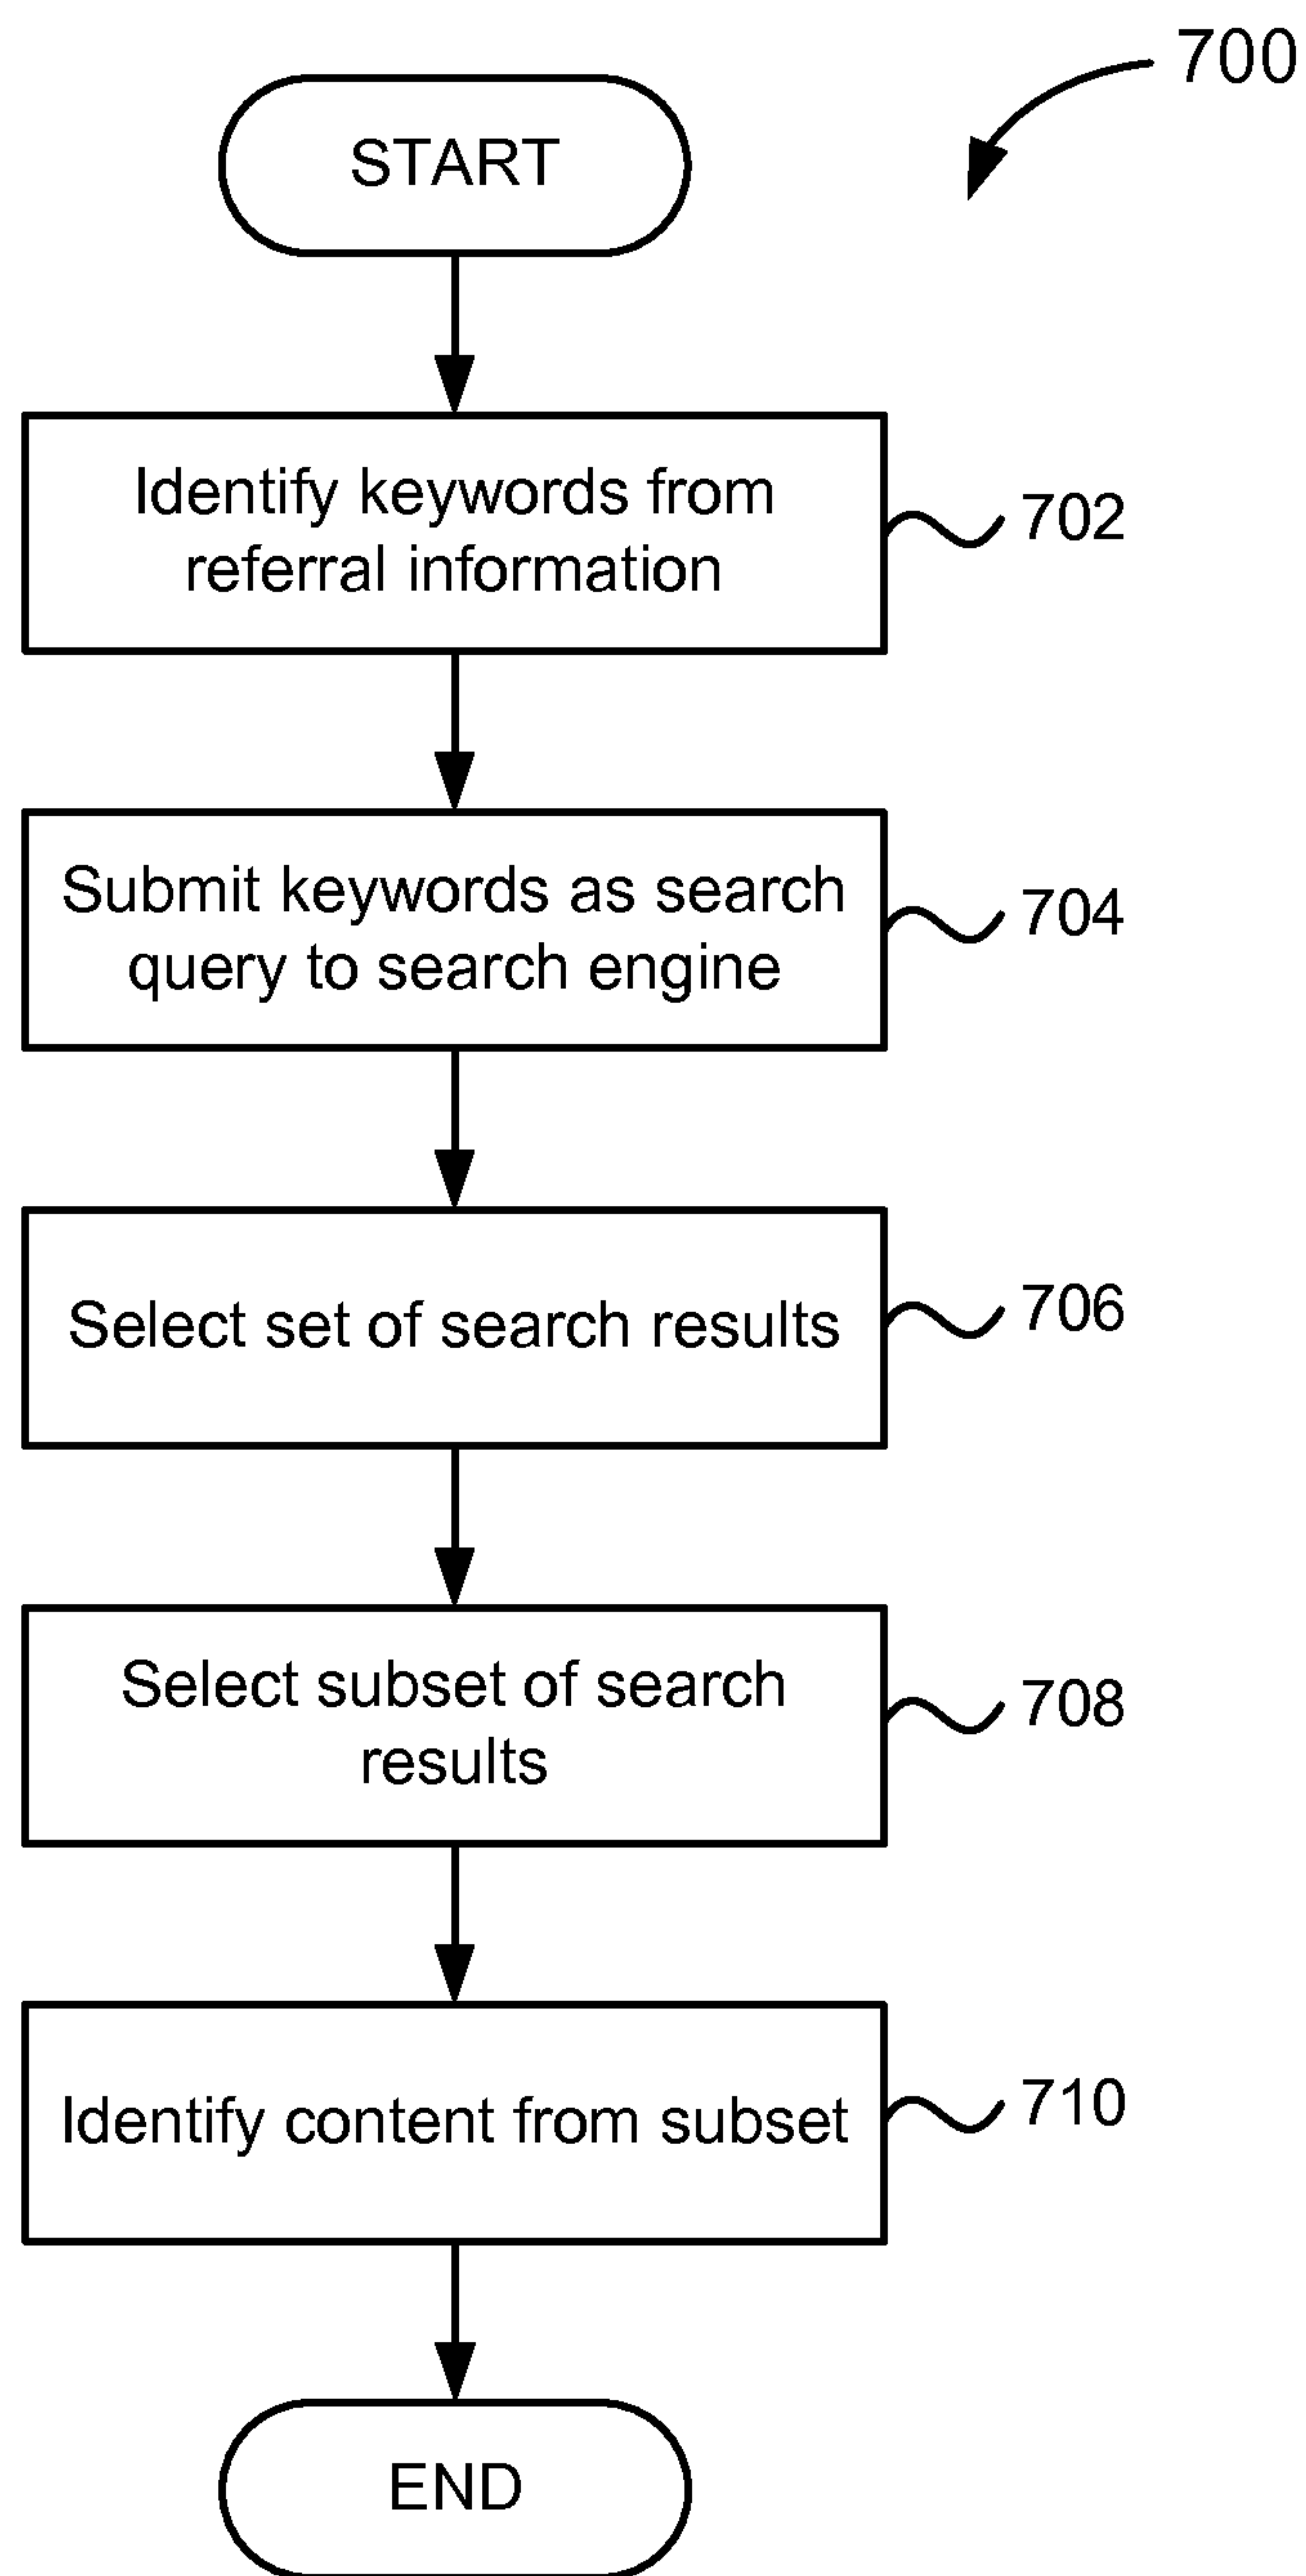 700
START
Identify keywords from
referral information
702
Submit keywords as search
query to search engine
704
Select set of search results
706
Select subset of search
results
708
Identify content from subset
710
END